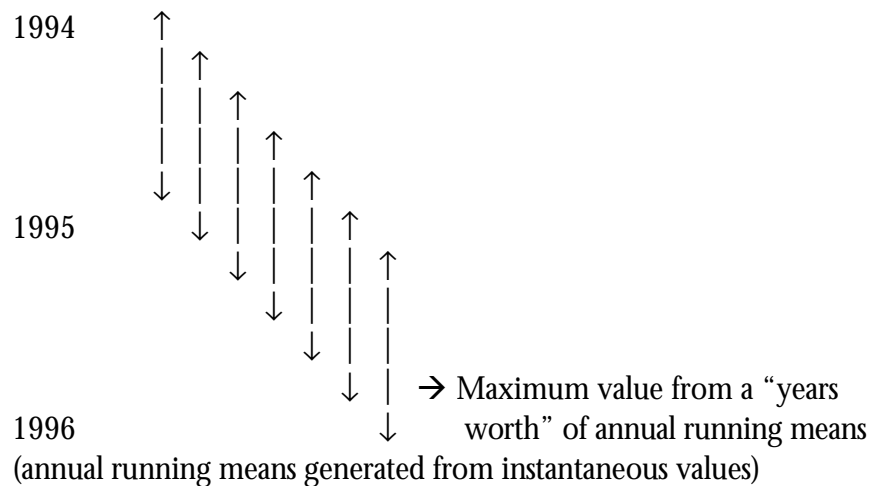 1994
1995
→ Maximum value from a “years
1996 worth” of annual running means
(annual running means generated from instantaneous values)